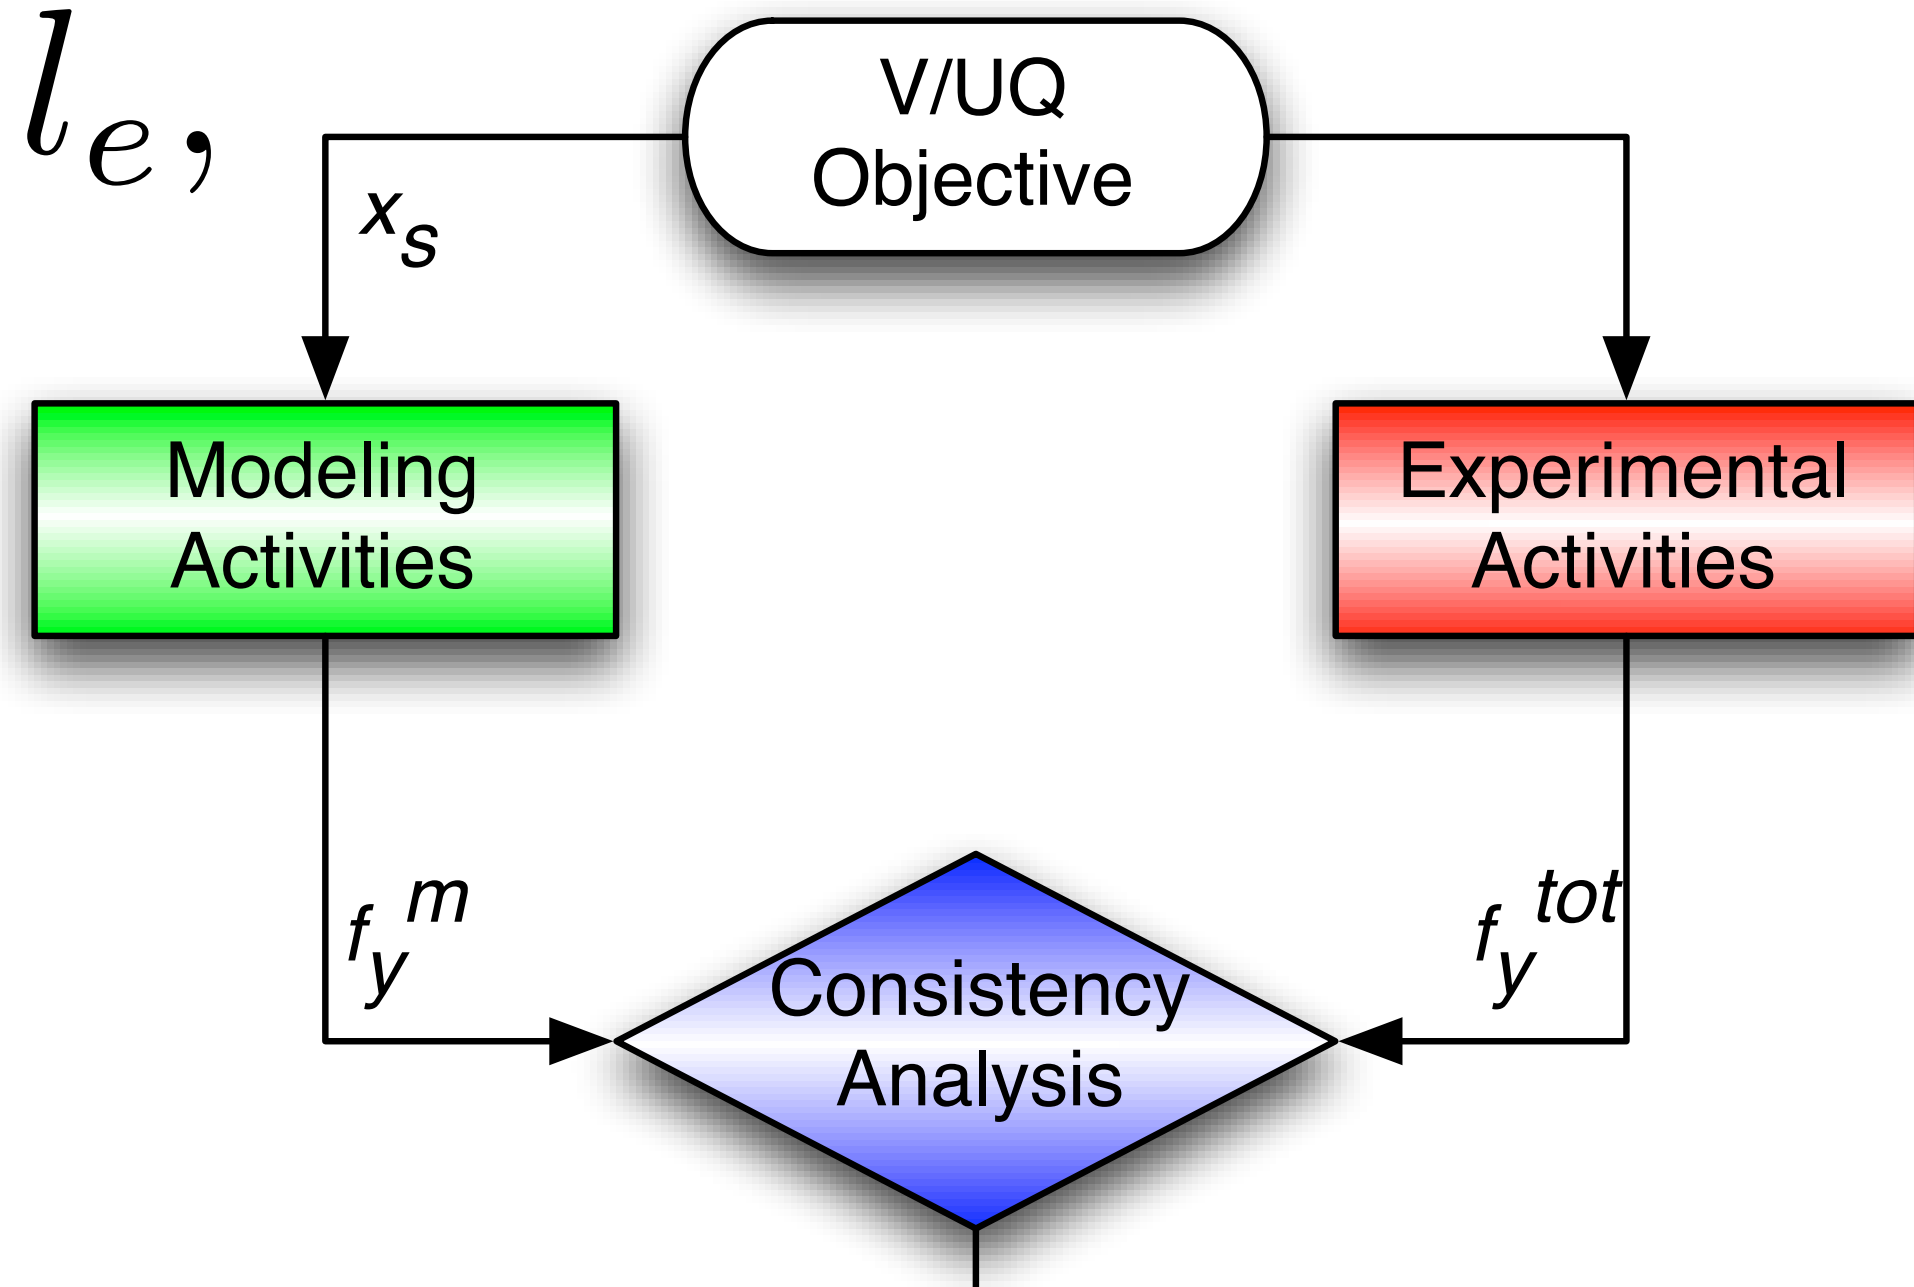 l_e,
V/UQ
Objective
x_s
Modeling
Activities
Experimental
Activities
f_y^m
f_y^tot
Consistency
Analysis